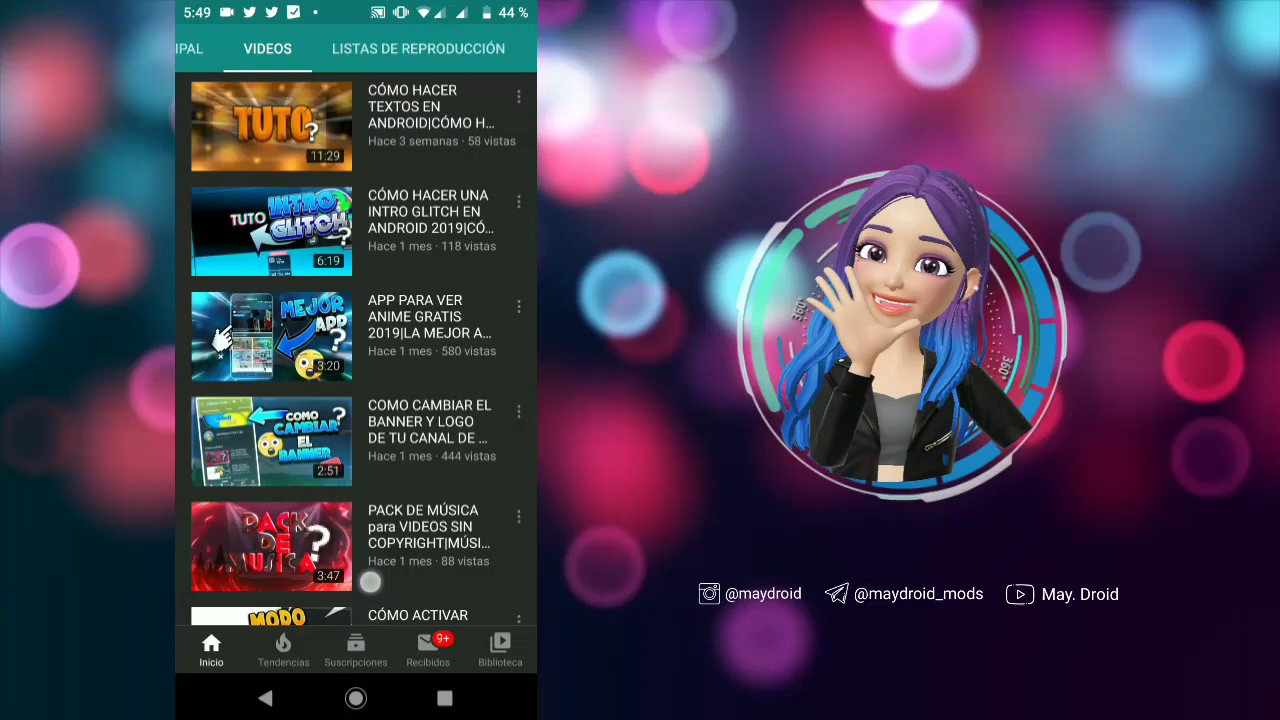 5:49
44 %
IPAL
VIDEOS
LISTAS DE REPRODUCCIÓN
TUTO
?
11:29
CÓMO HACER
TEXTOS EN
ANDROID|CÓMO H...
Hace 3 semanas · 58 vistas
TUTO INTRO
GLITCH
?
6:19
CÓMO HACER UNA
INTRO GLITCH EN
ANDROID 2019|CÓ...
Hace 1 mes · 118 vistas
MEJOR
APP
?
3:20
APP PARA VER
ANIME GRATIS
2019|LA MEJOR A...
Hace 1 mes · 580 vistas
COMO
CAMBIAR
EL
BANNER
?
2:51
COMO CAMBIAR EL
BANNER Y LOGO
DE TU CANAL DE ...
Hace 1 mes · 444 vistas
PACK
DE
MUSICA
?
3:47
PACK DE MÚSICA
para VIDEOS SIN
COPYRIGHT|MÚSI...
Hace 1 mes · 88 vistas
MODO
CÓMO ACTIVAR
9+
Inicio
Tendencias
Suscripciones
Recibidos
Biblioteca
360°
360°
@maydroid
@maydroid_mods
May. Droid